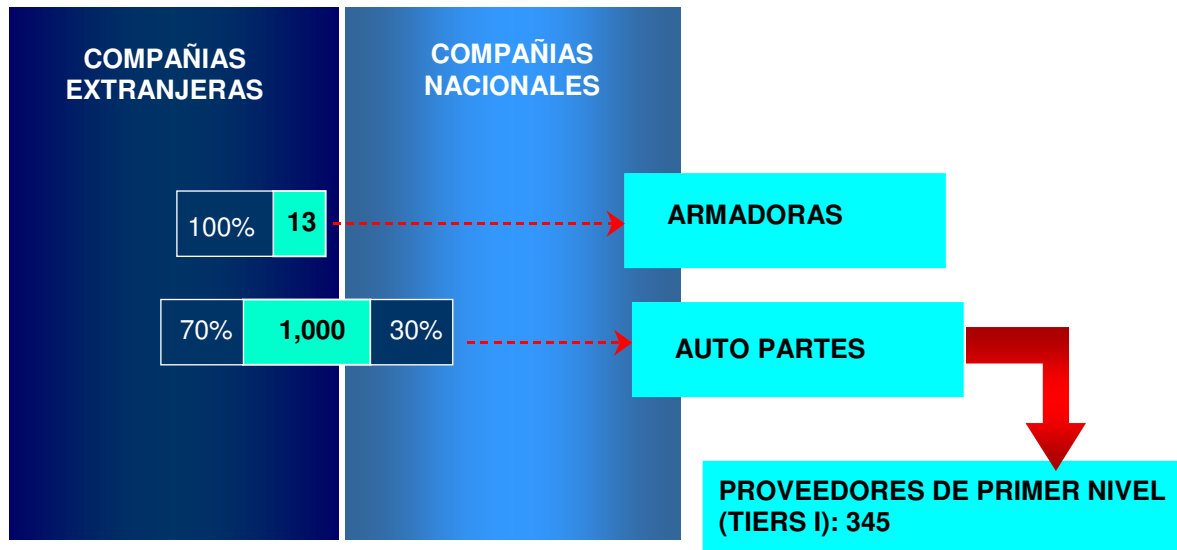 COMPAÑIAS
EXTRANJERAS
COMPAÑIAS
NACIONALES
100% 13
ARMADORAS
70% 1,000 30%
AUTO PARTES
PROVEEDORES DE PRIMER NIVEL
(TIERS I): 345